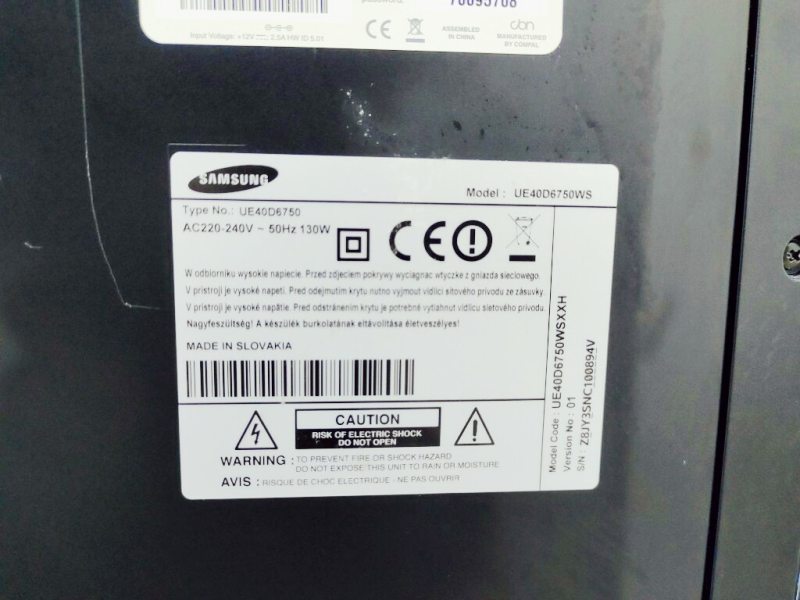 70095708
Input Voltage: +12V 2.5A HW ID 5.01
CE
ASSEMBLED
IN CHINA
cbn
MANUFACTURED
BY COMPAL
SAMSUNG
Model : UE40D6750WS
Type No.: UE40D6750
AC220-240V ~ 50Hz 130W
CE
W odbiorniku wysokie napiecie. Przed zdjeciem pokrywy wyciagnac wtyczke z gniazda sieciowego.
V prístroji je vysoké napetí. Pred odejmutím krytu nutno vyjmout vidlici sítového prívodu ze zásuvky.
V prístroji je vysoké napätie. Pred odstránením krytu je potrebné vytiahnut vidlicu sietového prívodu.
Nagyfeszültség! A készülék burkolatának eltávolítása életveszélyes!
MADE IN SLOVAKIA
CAUTION
RISK OF ELECTRIC SHOCK
DO NOT OPEN
WARNING : TO PREVENT FIRE OR SHOCK HAZARD
DO NOT EXPOSE THIS UNIT TO RAIN OR MOISTURE
AVIS : RISQUE DE CHOC ELECTRIQUE - NE PAS OUVRIR
Model Code : UE40D6750WSXXH
Version No : 01
S/N : Z8JY3SNC100894V